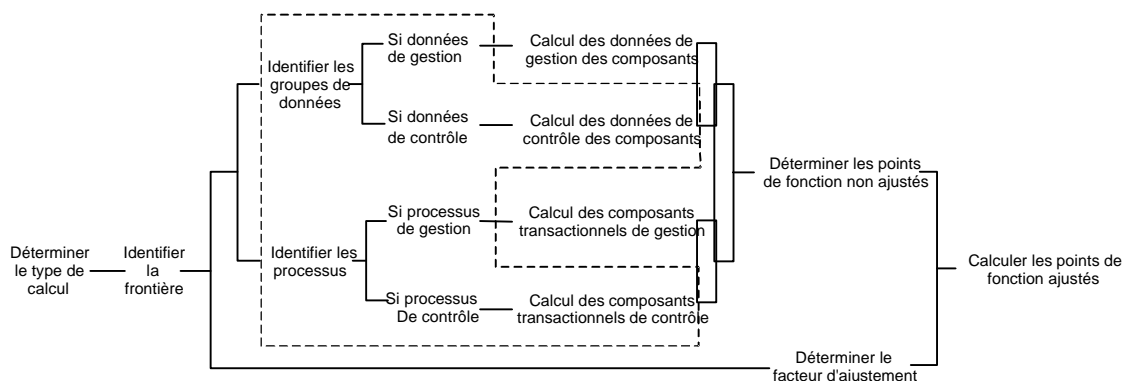 Déterminer
le type de
calcul
Identifier
la
frontière
Identifier les
groupes de
données
Si données
de gestion
Calcul des données de
gestion des composants
Si données
de contrôle
Calcul des données de
contrôle des composants
Identifier les
processus
Si processus
de gestion
Calcul des composants
transactionnels de gestion
Si processus
De contrôle
Calcul des composants
transactionnels de contrôle
Déterminer les points
de fonction non ajustés
Déterminer le
facteur d'ajustement
Calculer les points de
fonction ajustés